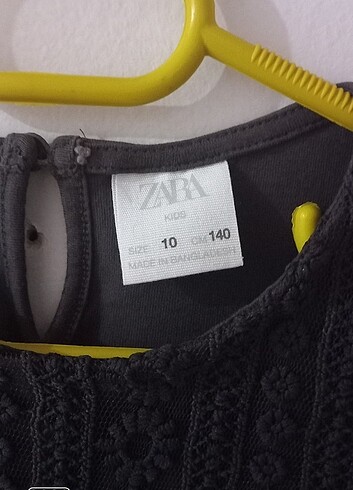 ZARA
KIDS
SIZE 10 CM 140
MADE IN BANGLADESH